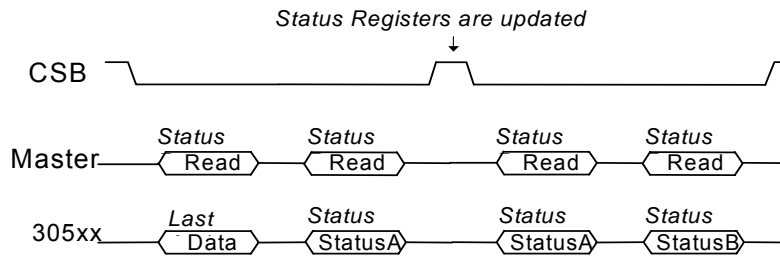 Status Registers are updated
CSB
Status Status Status Status
Master Read Read Read Read
Last Status Status Status
305xx Data StatusA StatusA StatusB